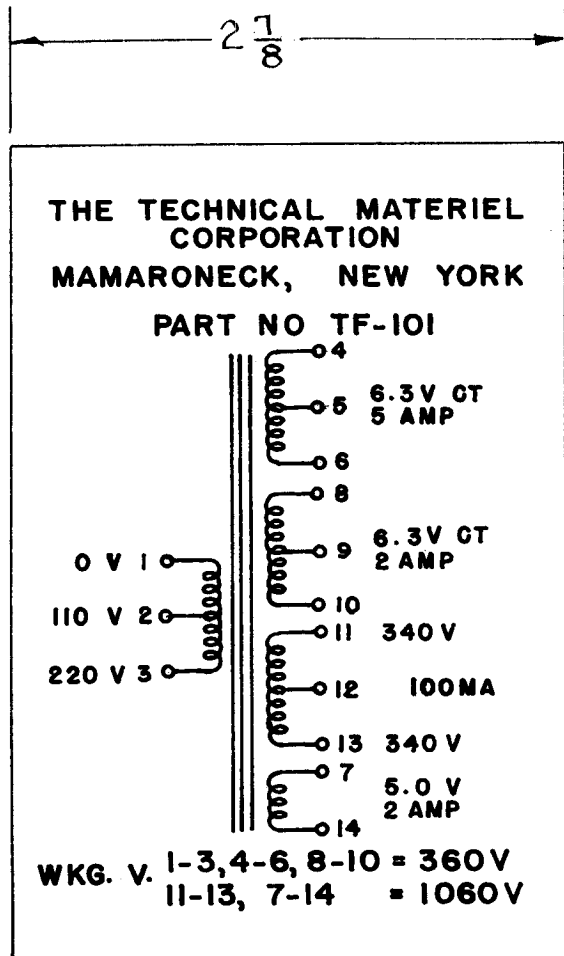 2 7/8
THE TECHNICAL MATERIEL
CORPORATION
MAMARONECK, NEW YORK
PART NO TF-101
4
5 6.3V CT
5 AMP
6
8
9 6.3V CT
2 AMP
10
0 V 1
110 V 2
220 V 3
11 340V
12 100MA
13 340V
7
5.0 V
2 AMP
14
WKG. V. 1-3, 4-6, 8-10 = 360V
11-13, 7-14 = 1060V